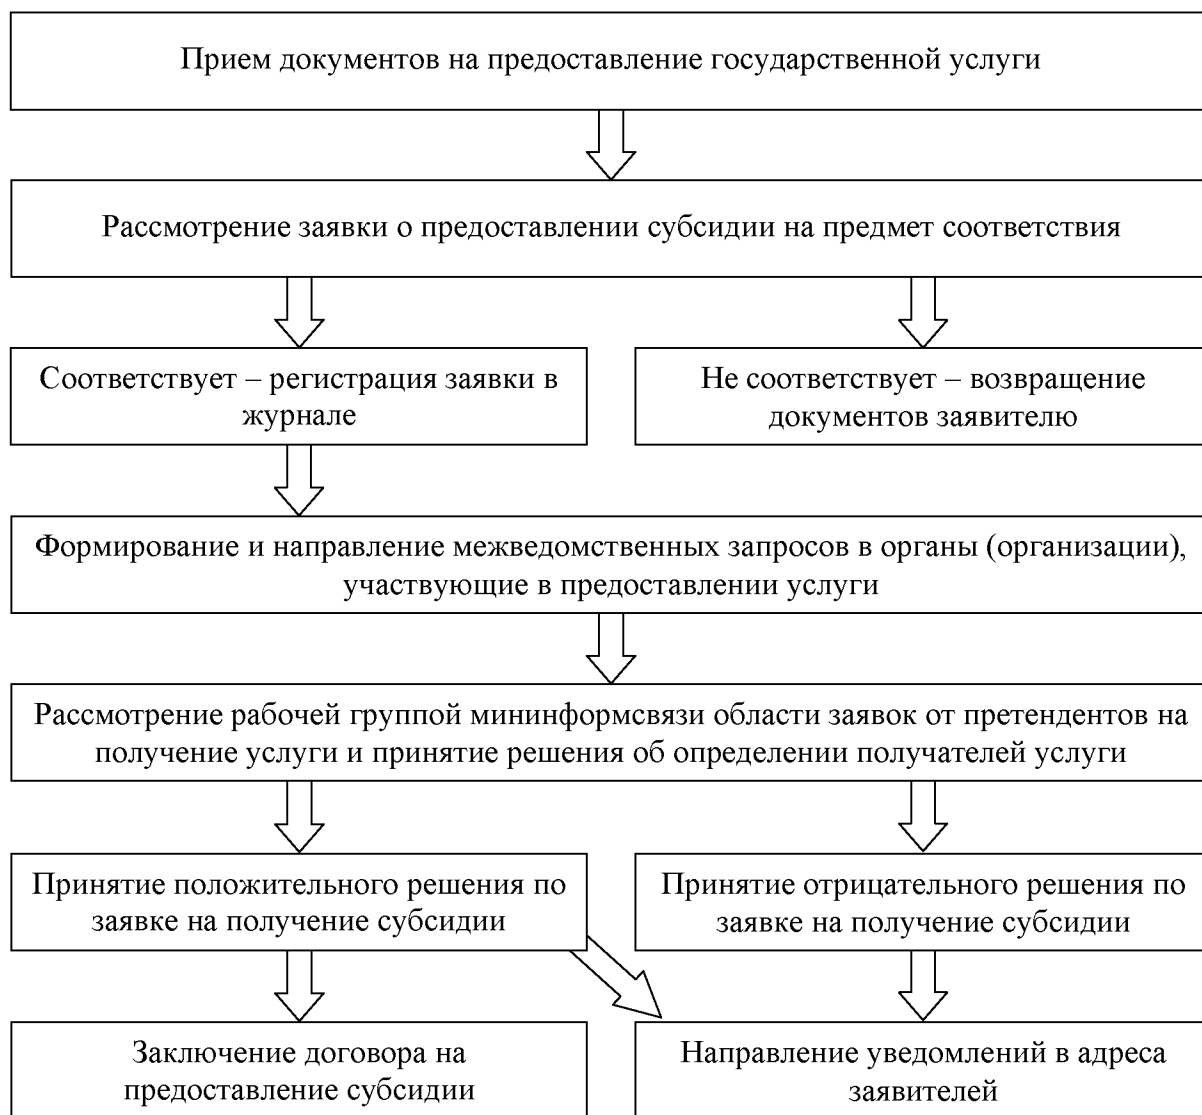 Прием документов на предоставление государственной услуги
Рассмотрение заявки о предоставлении субсидии на предмет соответствия
Соответствует – регистрация заявки в
журнале
Не соответствует – возвращение
документов заявителю
Формирование и направление межведомственных запросов в органы (организации),
участвующие в предоставлении услуги
Рассмотрение рабочей группой мининформсвязи области заявок от претендентов на
получение услуги и принятие решения об определении получателей услуги
Принятие положительного решения по
заявке на получение субсидии
Принятие отрицательного решения по
заявке на получение субсидии
Заключение договора на
предоставление субсидии
Направление уведомлений в адреса
заявителей